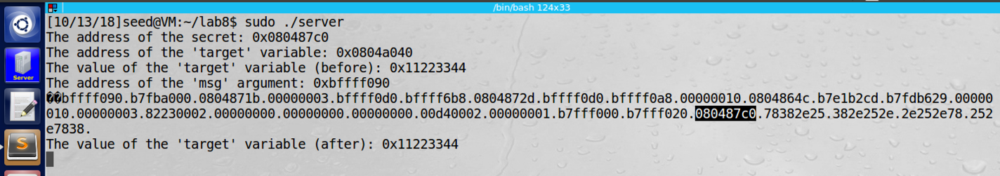 /bin/bash 124x33
[10/13/18]seed@VM:~/lab8$ sudo ./server
The address of the secret: 0x080487c0
The address of the 'target' variable: 0x0804a040
The value of the 'target' variable (before): 0x11223344
The address of the 'msg' argument: 0xbffff090
��bffff090.b7fba000.0804871b.00000003.bffff0d0.bffff6b8.0804872d.bffff0d0.bffff0a8.00000010.0804864c.b7e1b2cd.b7fdb629.00000
010.00000003.82230002.00000000.00000000.00000000.00d40002.00000001.b7fff000.b7fff020.080487c0.78382e25.382e252e.2e252e78.252
e7838.
The value of the 'target' variable (after): 0x11223344
Server
S